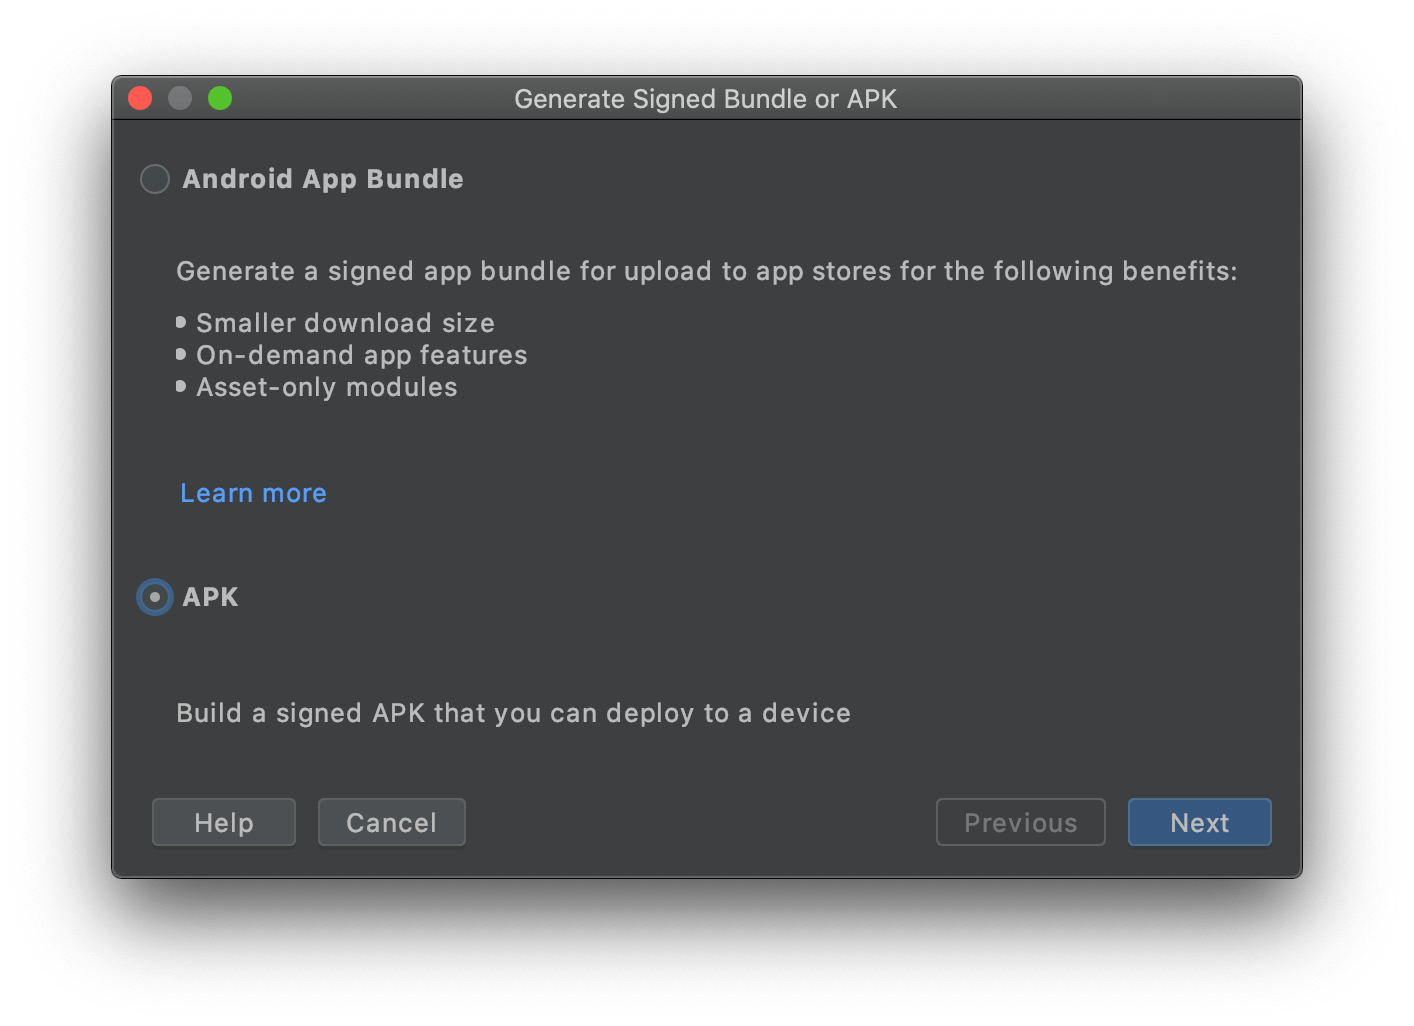 Generate Signed Bundle or APK
Android App Bundle
Generate a signed app bundle for upload to app stores for the following benefits:
• Smaller download size
• On-demand app features
• Asset-only modules
Learn more
APK
Build a signed APK that you can deploy to a device
Help Cancel Previous Next